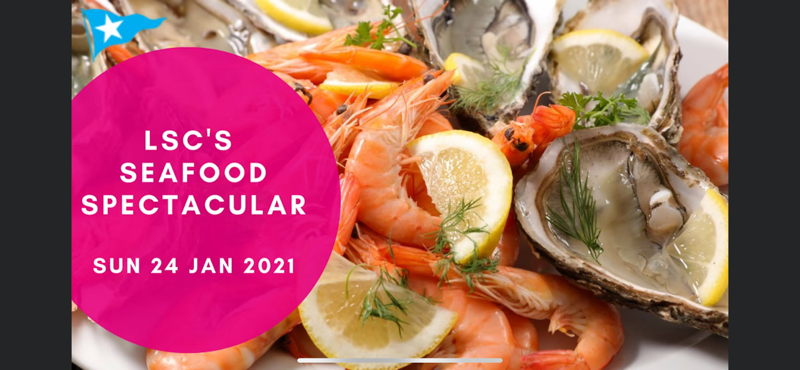 LSC'S
SEAFOOD
SPECTACULAR
SUN 24 JAN 2021